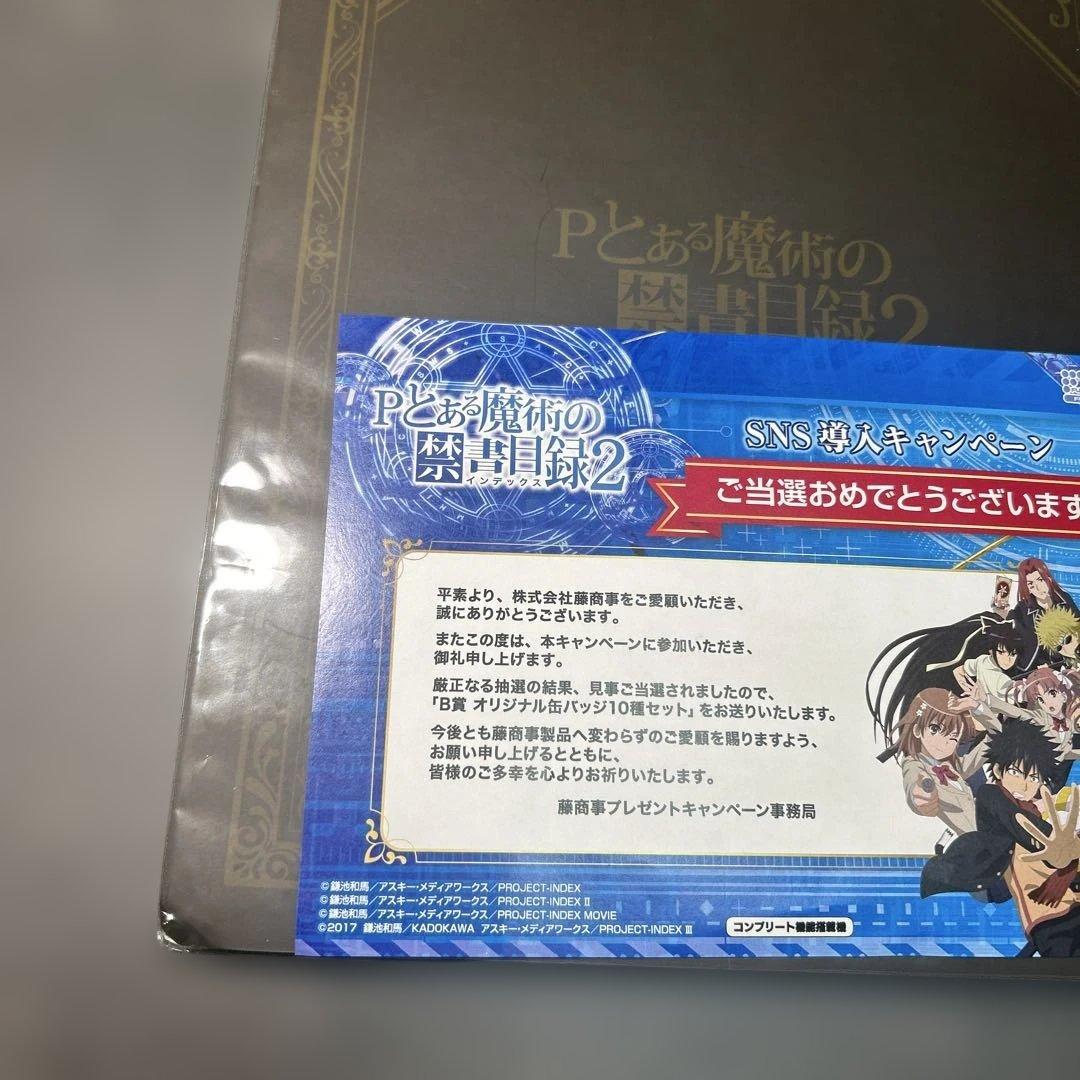 Pとある魔術の
禁書目録2
Pとある魔術の
禁書目録2
インデックス
SNS 導入キャンペーン
ご当選おめでとうございます
平素より、株式会社藤商事をご愛顧いただき、
誠にありがとうございます。
またこの度は、本キャンペーンに参加いただき、
御礼申し上げます。
厳正なる抽選の結果、見事ご当選されましたので、
「B賞 オリジナル缶バッジ10種セット」をお送りいたします。
今後とも藤商事製品へ変わらずのご愛顧を賜りますよう、
お願い申し上げるとともに、
皆様のご多幸を心よりお祈りいたします。
藤商事プレゼントキャンペーン事務局
©鎌池和馬/アスキー・メディアワークス/PROJECT-INDEX
©鎌池和馬/アスキー・メディアワークス/PROJECT-INDEX Ⅱ
©鎌池和馬/アスキー・メディアワークス/PROJECT-INDEX MOVIE
©2017 鎌池和馬/KADOKAWA アスキー・メディアワークス/PROJECT-INDEX Ⅲ
コンプリート機能搭載機